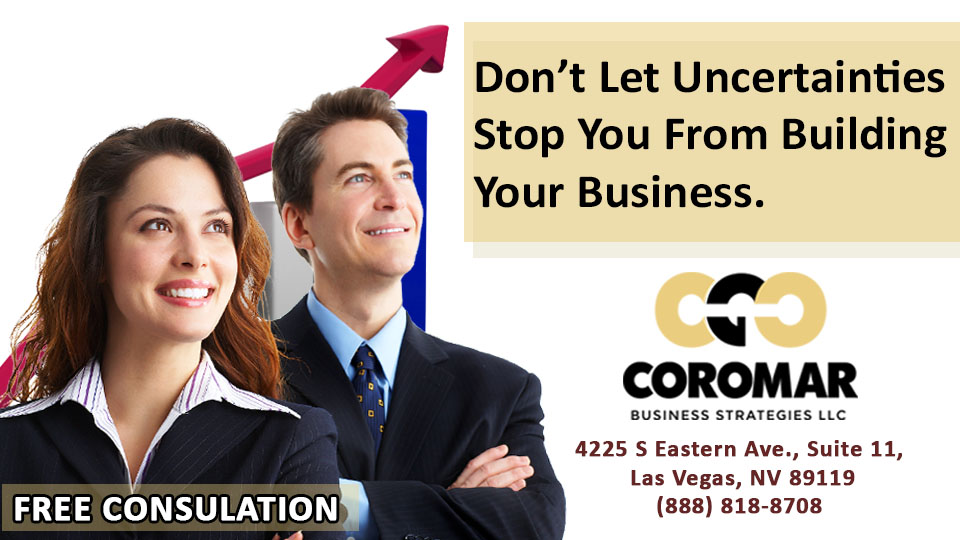 Don’t Let Uncertainties
Stop You From Building
Your Business.
COROMAR
BUSINESS STRATEGIES LLC
4225 S Eastern Ave., Suite 11,
Las Vegas, NV 89119
(888) 818-8708
FREE CONSULATION